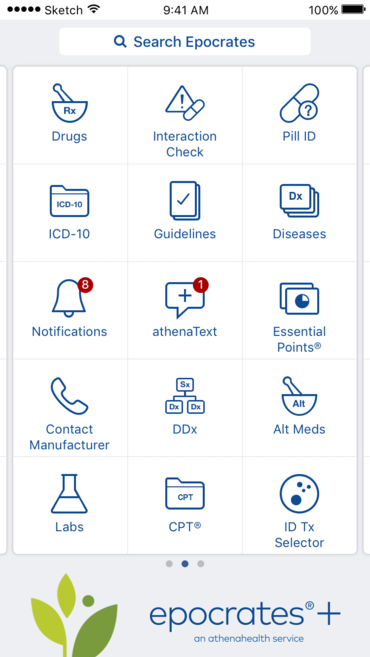 Sketch 9:41 AM 100%
Search Epocrates
Rx
Drugs
Interaction
Check
?
Pill ID
ICD-10
ICD-10
Guidelines
Dx
Diseases
8
Notifications
1
athenaText
Essential
Points®
Contact
Manufacturer
Sx
Dx Dx
DDx
Alt
Alt Meds
Labs
CPT
CPT®
ID Tx
Selector
epocrates®+
an athenahealth service